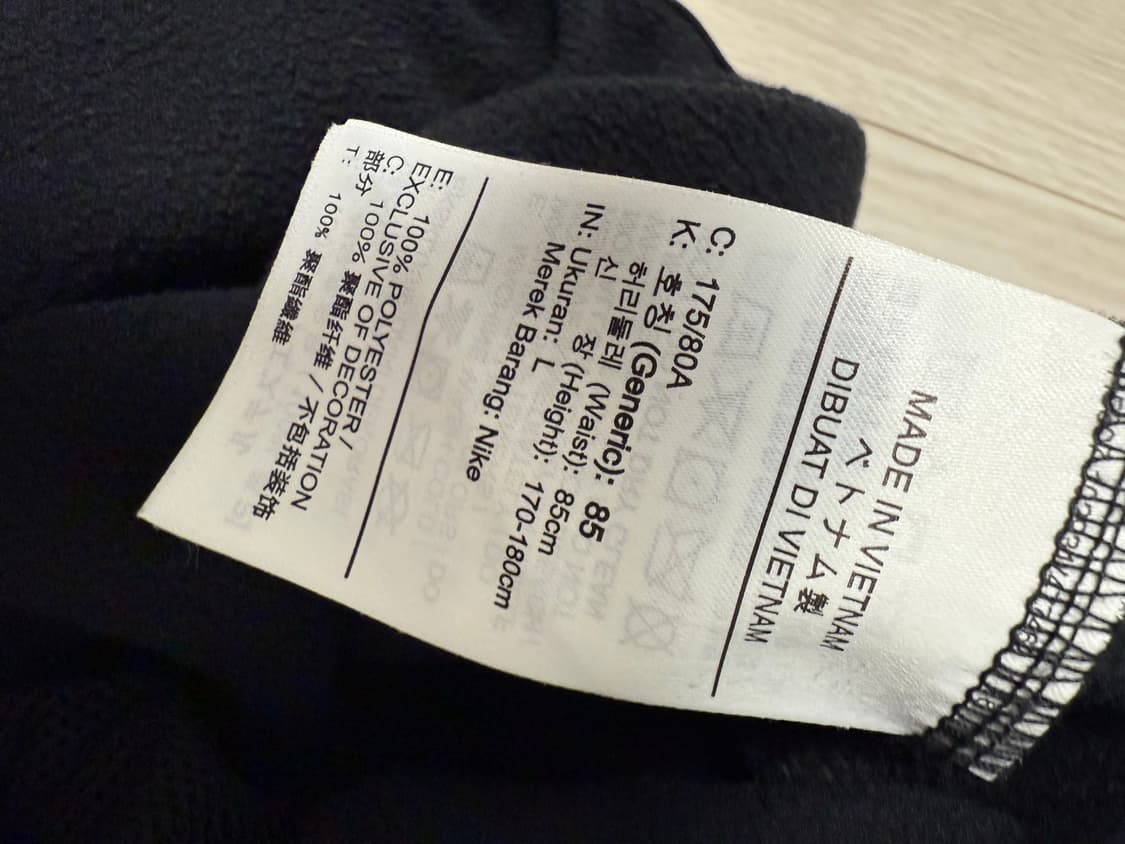 MADE IN VIETNAM
ベトナム製
DIBUAT DI VIETNAM
C: 175/80A
K: 호칭 (Generic): 85
허리둘레 (Waist): 85cm
신 장 (Height): 170-180cm
IN: Ukuran: L
Merek Barang: Nike
E: 100% POLYESTER/
EXCLUSIVE OF DECORATION
C: 100% 聚酯纤维 / 不包括装饰
部分
T: 100% 聚酯纖維